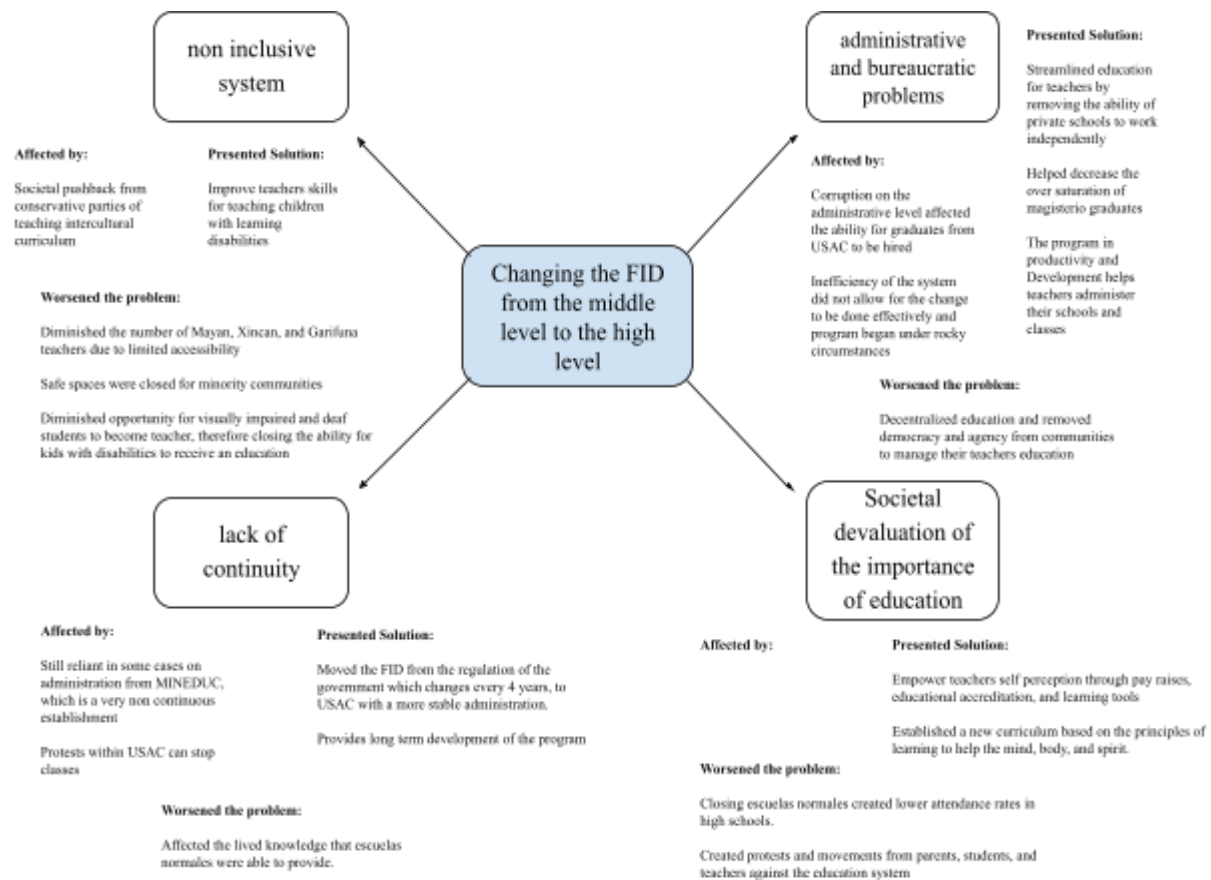 non inclusive
system
Affected by:
Societal pushback from
conservative parties of
teaching intercultural
curriculum
Presented Solution:
Improve teachers skills
for teaching children
with learning
disabilities
Worsened the problem:
Diminished the number of Mayan, Xincan, and Garifuna
teachers due to limited accessibility
Safe spaces were closed for minority communities
Diminished opportunity for visually impaired and deaf
students to become teacher, therefore closing the ability for
kids with disabilities to receive an education
administrative
and bureaucratic
problems
Affected by:
Corruption on the
administrative level affected
the ability for graduates from
USAC to be hired
Inefficiency of the system
did not allow for the change
to be done effectively and
program began under rocky
circumstances
Presented Solution:
Streamlined education
for teachers by
removing the ability of
private schools to work
independently
Helped decrease the
over saturation of
magisterio graduates
The program in
productivity and
Development helps
teachers administer
their schools and
classes
Worsened the problem:
Decentralized education and removed
democracy and agency from communities
to manage their teachers education
Changing the FID
from the middle
level to the high
level
lack of
continuity
Affected by:
Still reliant in some cases on
administration from MINEDUC,
which is a very non continuous
establishment
Protests within USAC can stop
classes
Presented Solution:
Moved the FID from the regulation of the
government which changes every 4 years, to
USAC with a more stable administration.
Provides long term development of the program
Worsened the problem:
Affected the lived knowledge that escuelas
normales were able to provide.
Societal
devaluation of
the importance
of education
Affected by:
Presented Solution:
Empower teachers self perception through pay raises,
educational accreditation, and learning tools
Established a new curriculum based on the principles of
learning to help the mind, body, and spirit.
Worsened the problem:
Closing escuelas normales created lower attendance rates in
high schools.
Created protests and movements from parents, students, and
teachers against the education system